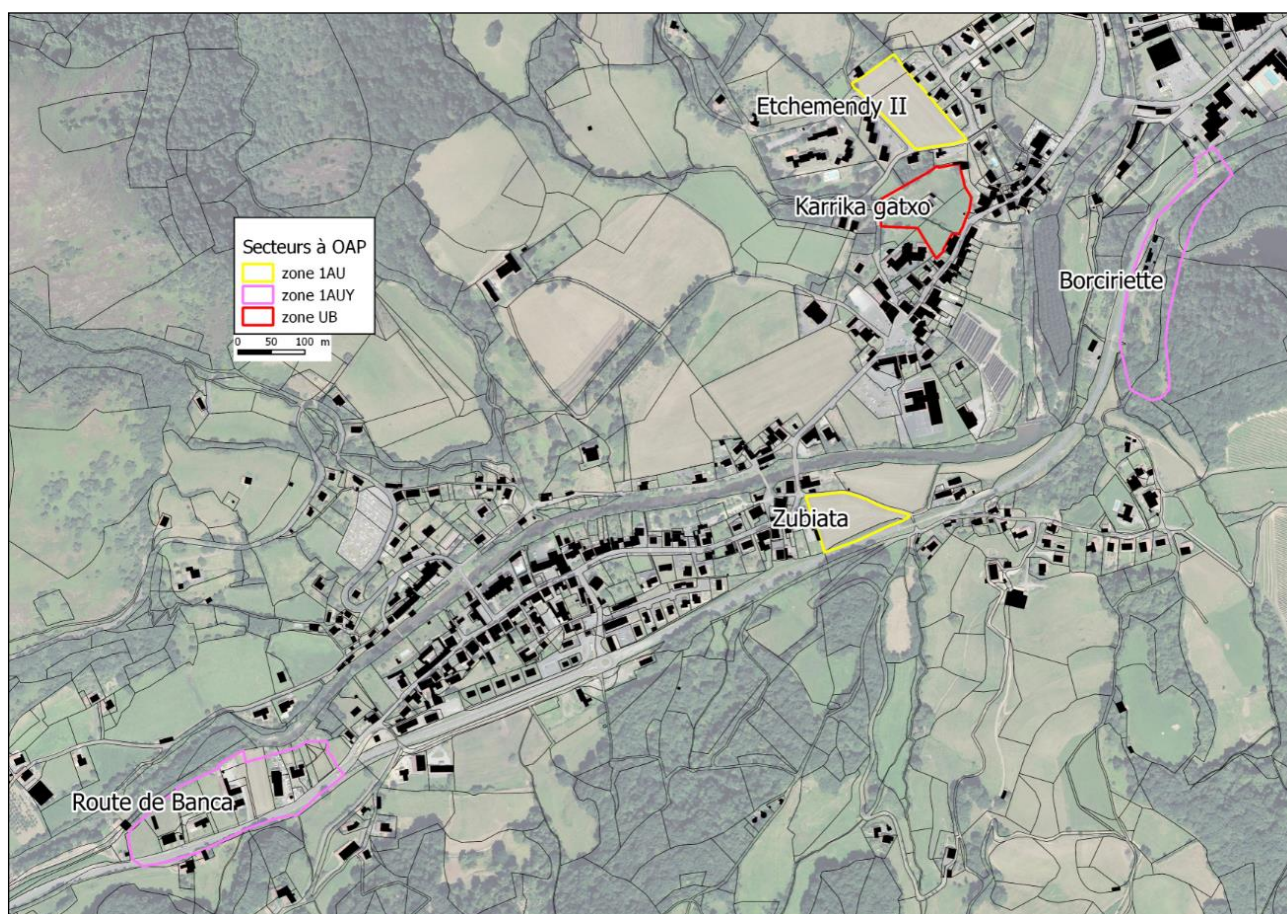 Etchemendy II
Karrika gatxo
Secteurs à OAP
zone 1AU
zone 1AUY
zone UB
0 50 100 m
Borciriette
Zubiata
Route de Banca